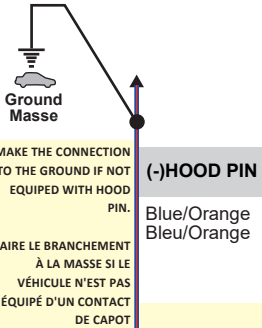 Ground
Masse
MAKE THE CONNECTION
TO THE GROUND IF NOT
EQUIPED WITH HOOD
PIN.
(-)HOOD PIN
Blue/Orange
Bleu/Orange
AIRE LE BRANCHEMENT
À LA MASSE SI LE
VÉHICULE N'EST PAS
ÉQUIPÉ D'UN CONTACT
DE CAPOT